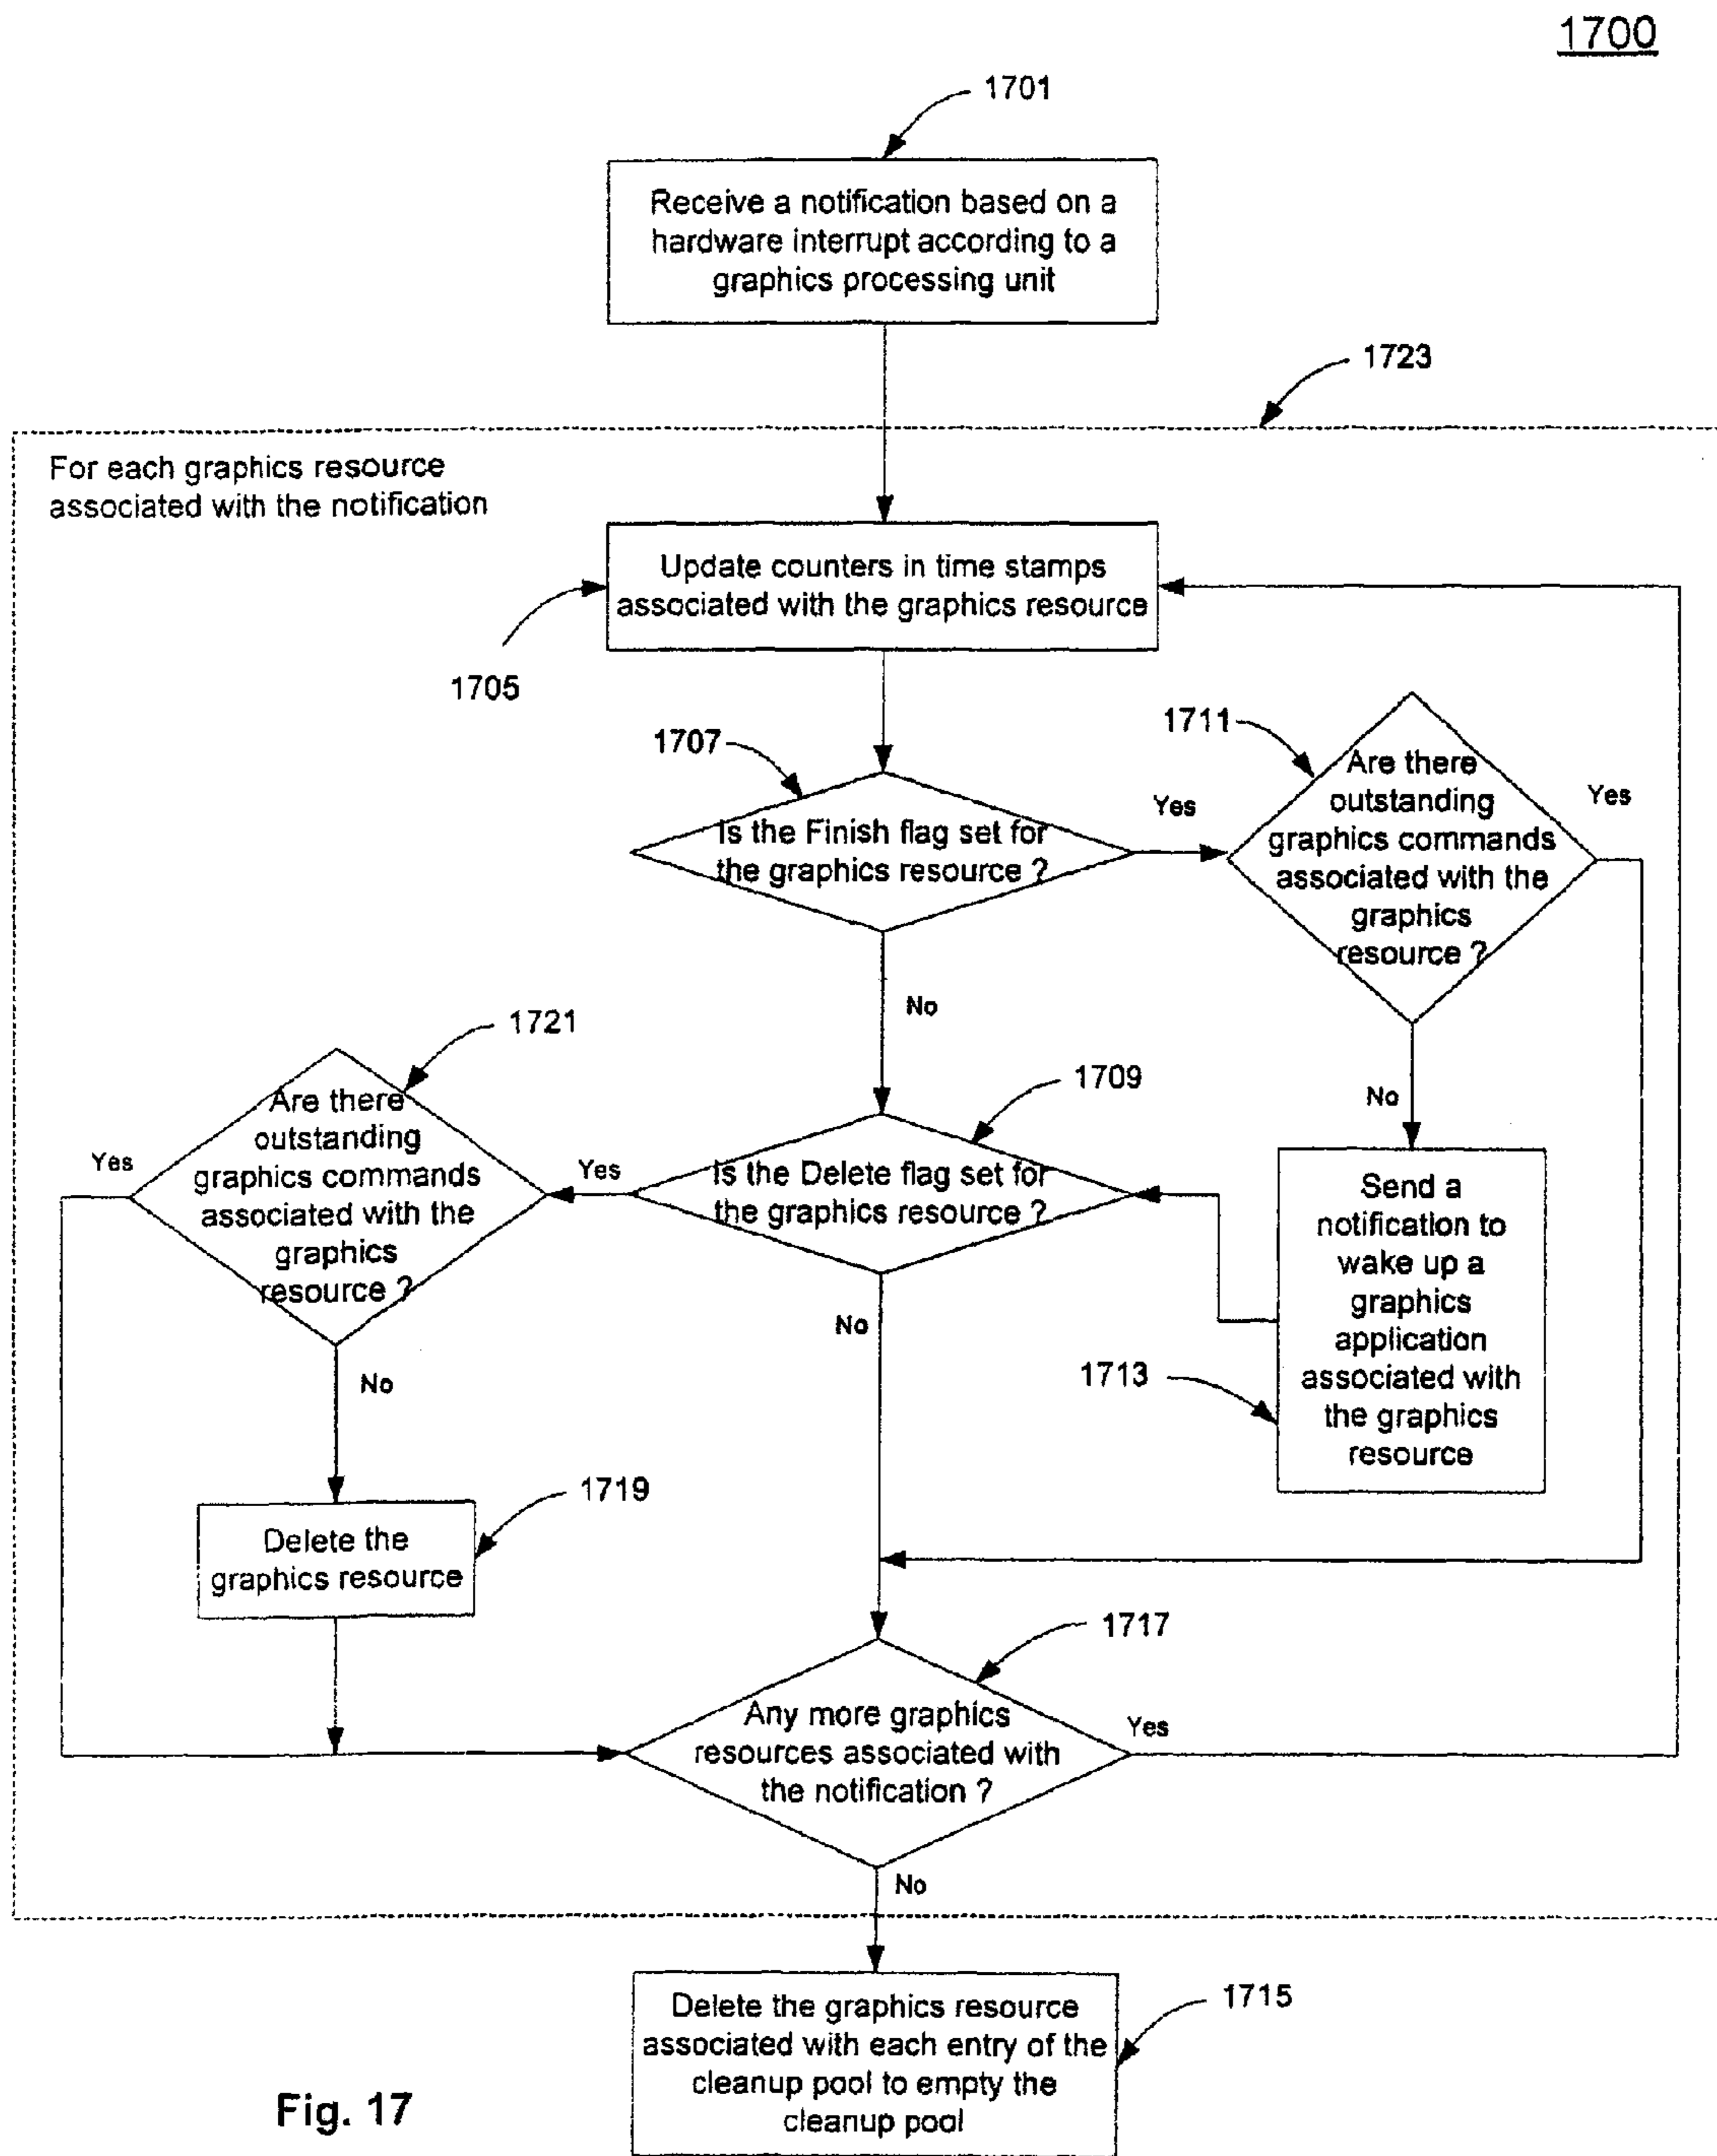 1700
1701
Receive a notification based on a
hardware interrupt according to a
graphics processing unit
1723
For each graphics resource
associated with the notification
Update counters in time stamps
associated with the graphics resource
1705
1707
Is the Finish flag set for
the graphics resource ?
Yes
No
1711
Are there
outstanding
graphics commands
associated with the
graphics
resource ?
Yes
No
1721
Are there
outstanding
graphics commands
associated with the
graphics
resource ?
Yes
No
1709
Is the Delete flag set for
the graphics resource ?
Yes
No
Send a
notification to
wake up a
graphics
application
associated with
the graphics
resource
1713
1719
Delete the
graphics resource
1717
Any more graphics
resources associated with
the notification ?
Yes
No
1715
Delete the graphics resource
associated with each entry of the
cleanup pool to empty the
cleanup pool
Fig. 17